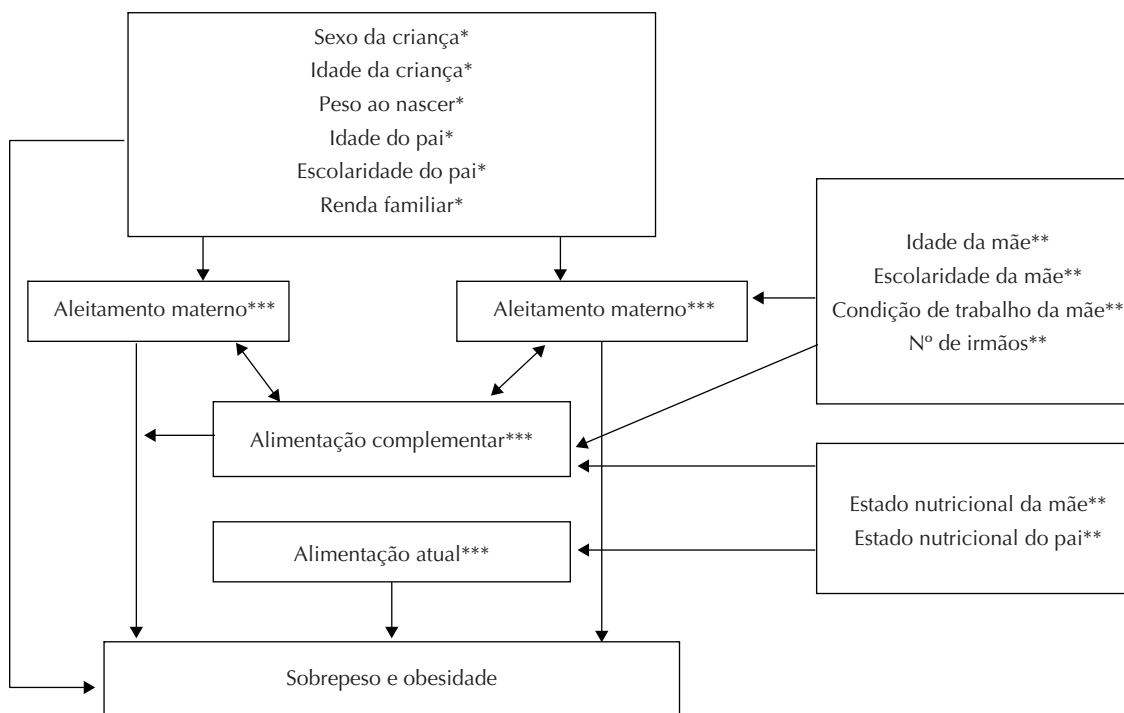 Sexo da criança*
Idade da criança*
Peso ao nascer*
Idade do pai*
Escolaridade do pai*
Renda familiar*
Idade da mãe**
Escolaridade da mãe**
Condição de trabalho da mãe**
Nº de irmãos**
Aleitamento materno***
Aleitamento materno***
Alimentação complementar***
Estado nutricional da mãe**
Estado nutricional do pai**
Alimentação atual***
Sobrepeso e obesidade